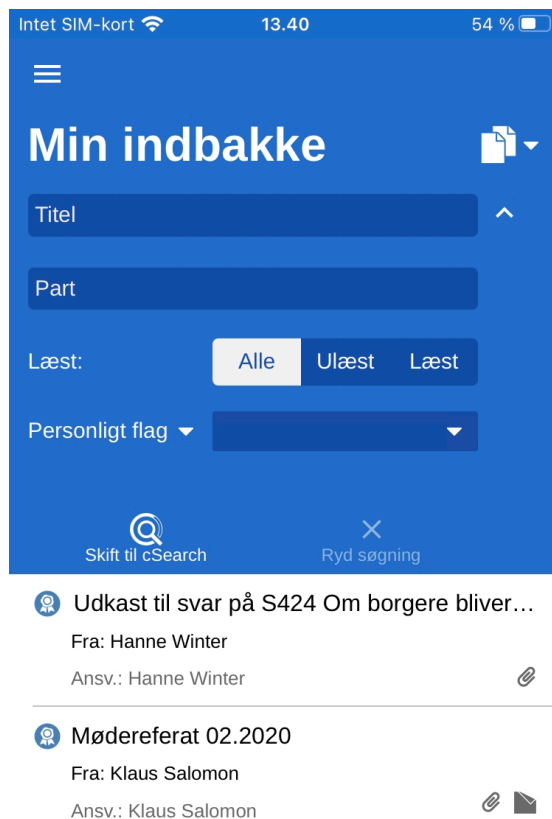 Intet SIM-kort 13.40 54 %
Min indbakke
Titel
Part
Læst: Alle Ulæst Læst
Personligt flag
Skift til cSearch Ryd søgning
Udkast til svar på S424 Om borgere bliver…
Fra: Hanne Winter
Ansv.: Hanne Winter
Mødereferat 02.2020
Fra: Klaus Salomon
Ansv.: Klaus Salomon